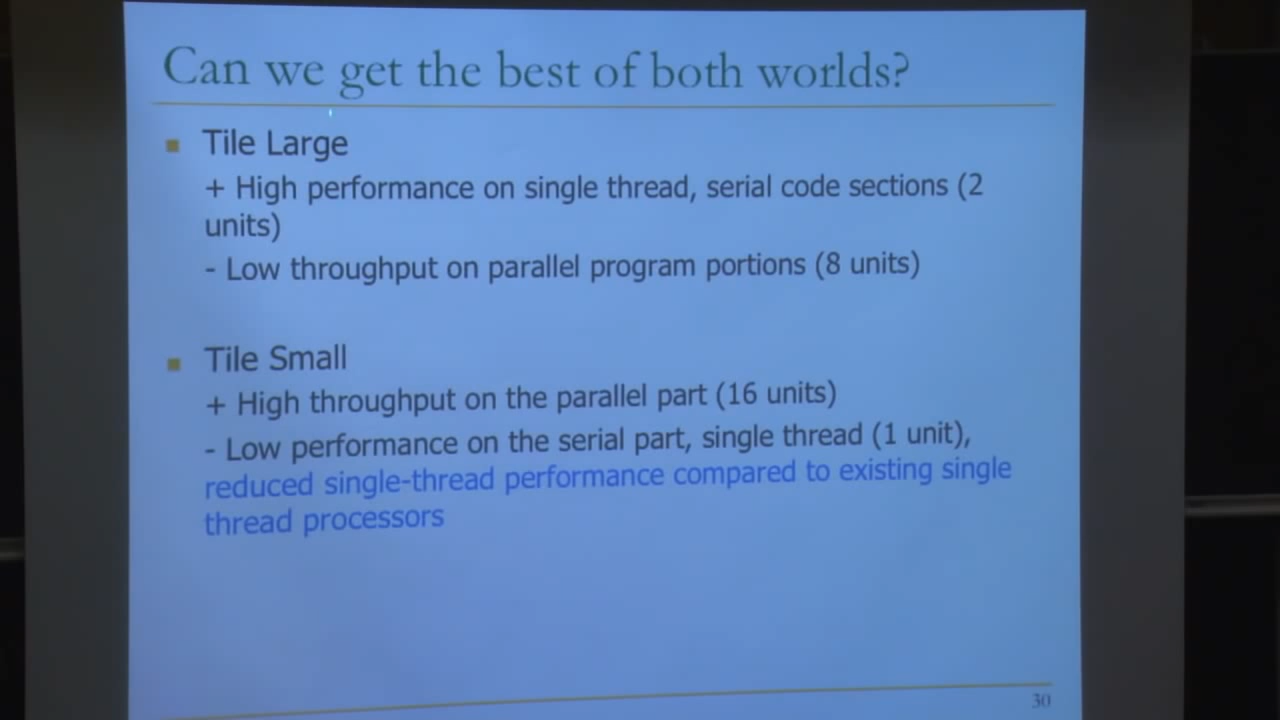 Can we get the best of both worlds?
Tile Large
+ High performance on single thread, serial code sections (2
units)
- Low throughput on parallel program portions (8 units)
Tile Small
+ High throughput on the parallel part (16 units)
- Low performance on the serial part, single thread (1 unit),
reduced single-thread performance compared to existing single
thread processors
30